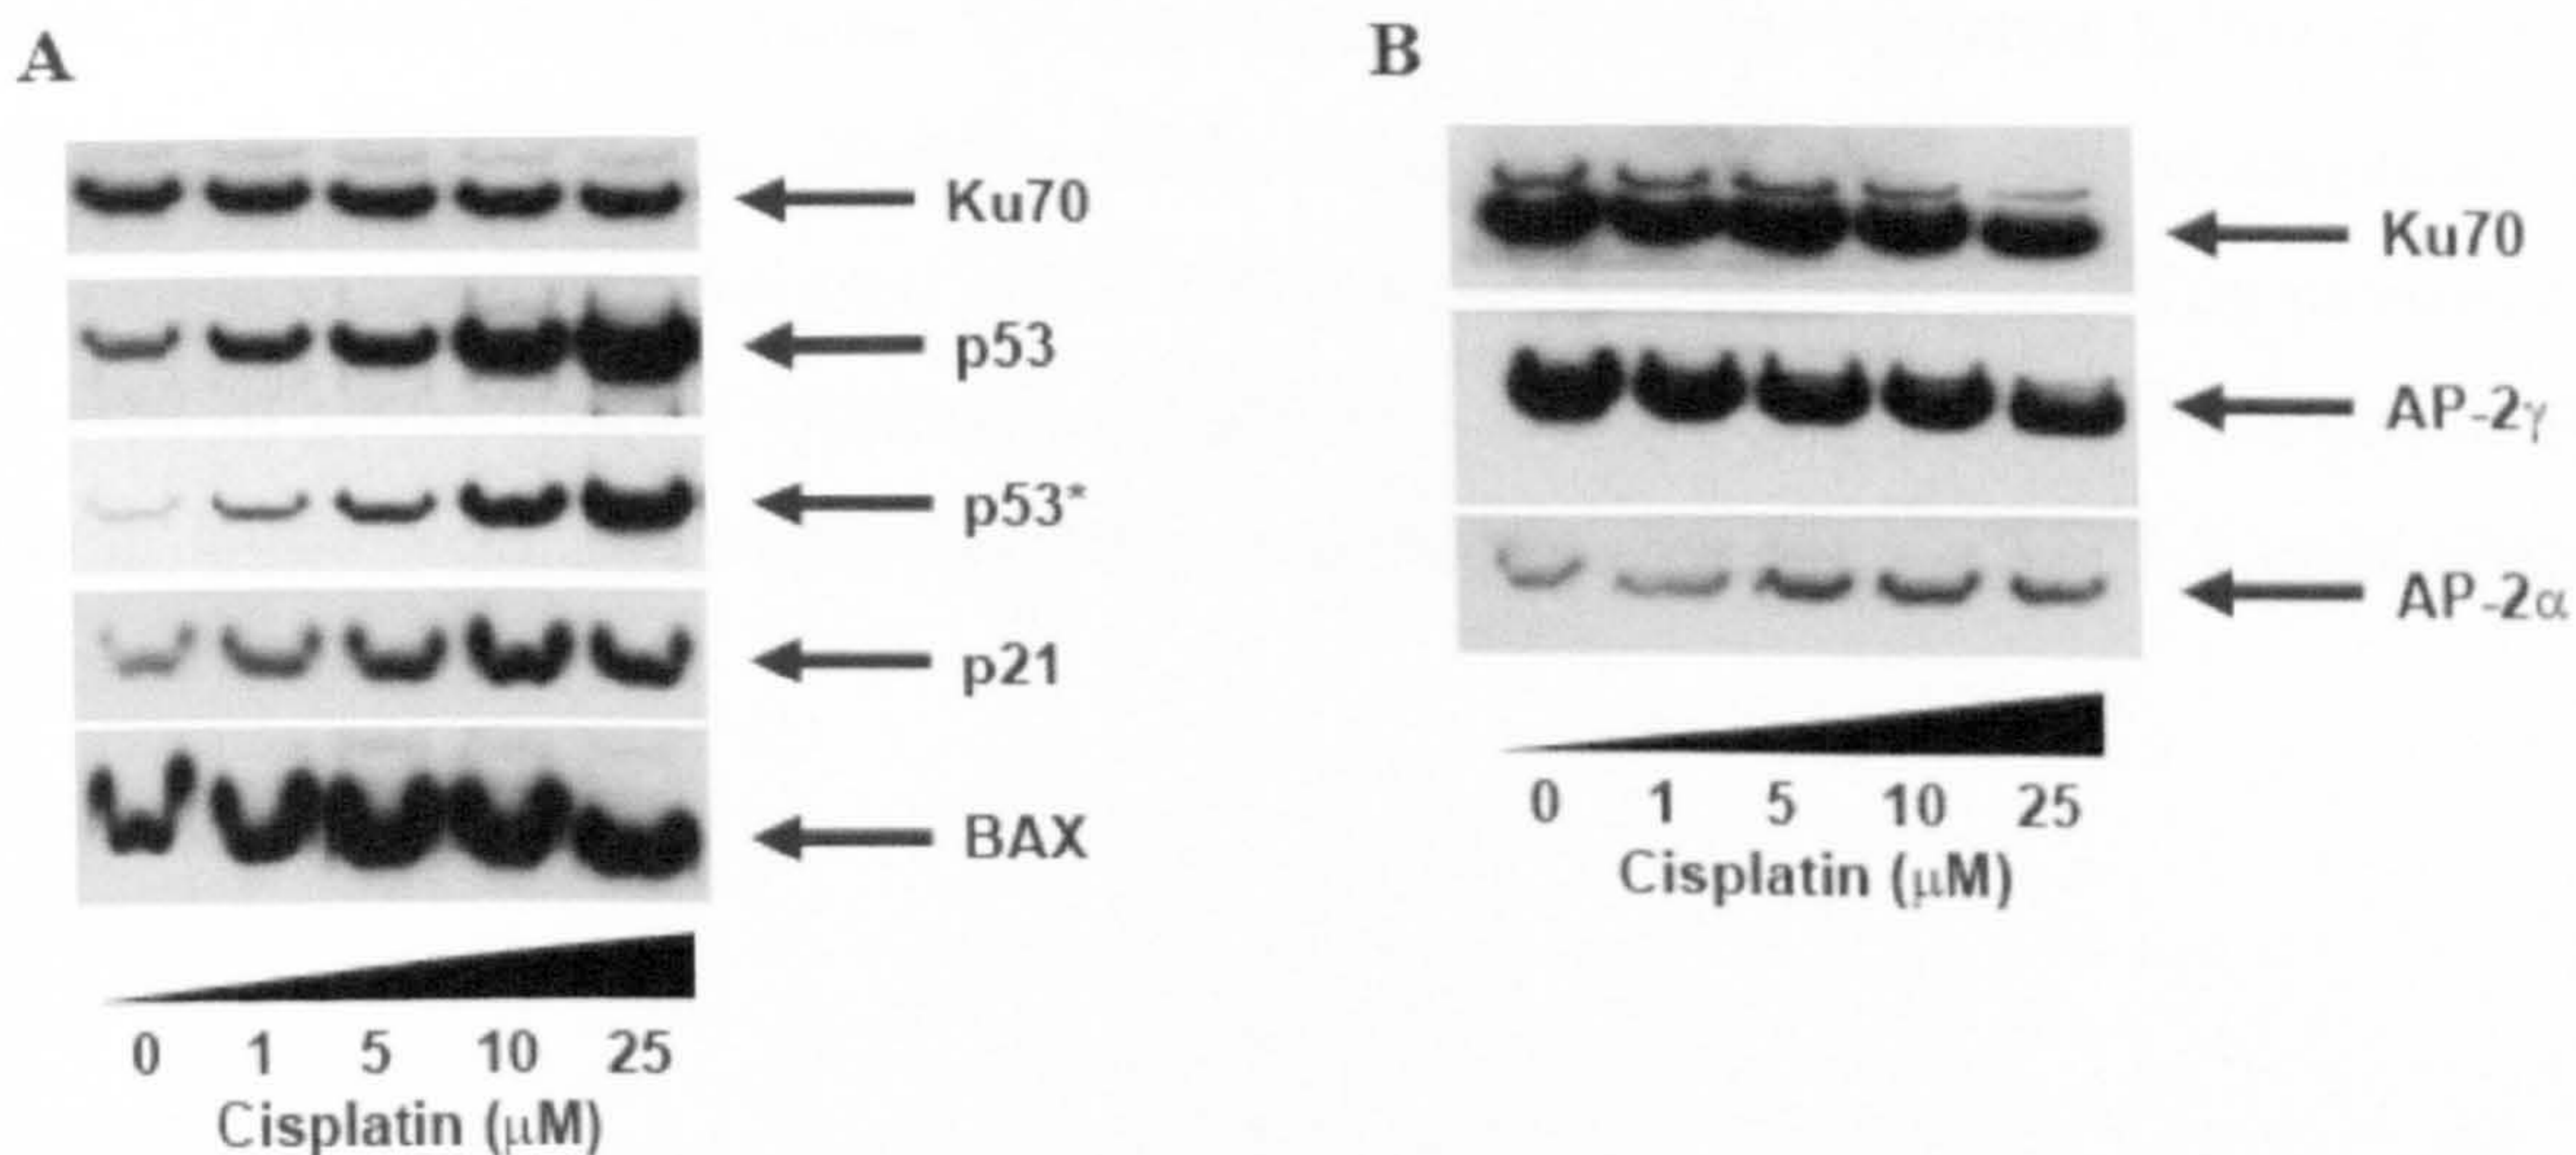 A
Ku70
p53
p53*
p21
BAX
0 1 5 10 25
Cisplatin (μM)
B
Ku70
AP-2γ
AP-2α
0 1 5 10 25
Cisplatin (μM)